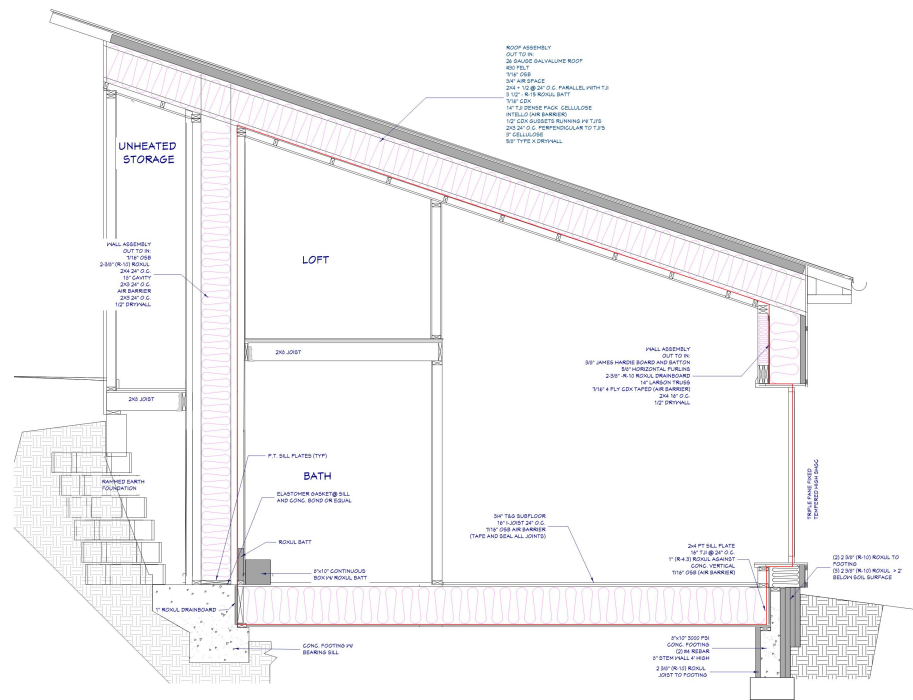 ROOF ASSEMBLY
OUT TO IN:
26 GAUGE GALVALUME ROOF
#30 FELT
7/16" OSB
3/4" AIR SPACE
2X4 + 1/2 @ 24" O.C. PARALLEL WITH TJI
3 1/2" - R-15 ROXUL BATT
7/16" CDX
14" TJI DENSE PACK CELLULOSE
INTELLO (AIR BARRIER)
1/2" CDX GUSSETS RUNNING W/ TJI'S
2X3 24" O.C. PERPENDICULAR TO TJI'S
3" CELLULOSE
5/8" TYPE X DRYWALL
UNHEATED
STORAGE
WALL ASSEMBLY
OUT TO IN:
7/16" OSB
2-3/8" (R-10) ROXUL
2X4 24" O.C.
15" CAVITY
2X3 24" O.C.
AIR BARRIER
2X3 24" O.C.
1/2" DRYWALL
LOFT
2X6 JOIST
WALL ASSEMBLY
OUT TO IN:
3/8" JAMES HARDIE BOARD AND BATTON
5/8" HORIZONTAL FURLING
2-3/8" -R-10 ROXUL DRAINBOARD
14" LARSON TRUSS
7/16" 4 PLY CDX TAPED (AIR BARRIER)
2X4 16" O.C.
1/2" DRYWALL
2X6 JOIST
P.T. SILL PLATES (TYP)
BATH
RAMMED EARTH
FOUNDATION
ELASTOMER GASKET@ SILL
AND CONC. BOND OR EQUAL
TRIPLE PANE FIXED
TEMPERED HIGH SHGC
3/4" T&G SUBFLOOR
16" I-JOIST 24" O.C.
7/16" OSB AIR BARRIER
(TAPE AND SEAL ALL JOINTS)
ROXUL BATT
2x4 PT SILL PLATE
16" TJI @ 24" O.C.
1" (R-4.3) ROXUL AGAINST
CONC. VERTICAL
7/16" OSB (AIR BARRIER)
(2) 2 3/8" (R-10) ROXUL TO
FOOTING
(3) 2 3/8" (R-10) ROXUL > 2'
BELOW SOIL SURFACE
CONTINUOUS
BOX W/ ROXUL BATT
1" ROXUL DRAINBOARD
CONC. FOOTING W/
BEARING SILL
3000 PSI
CONC. FOOTING
(2) #4 REBAR
STEM WALL 4' HIGH
2 3/8" (R-10) ROXUL
JOIST TO FOOTING